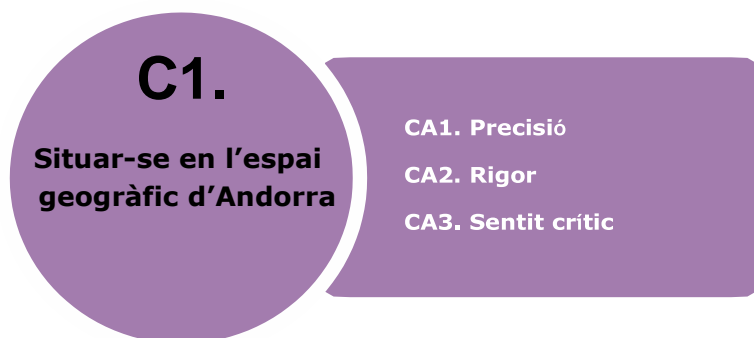 C1.
Situar-se en l’espai
geogràfic d’Andorra
CA1. Precisió
CA2. Rigor
CA3. Sentit crític